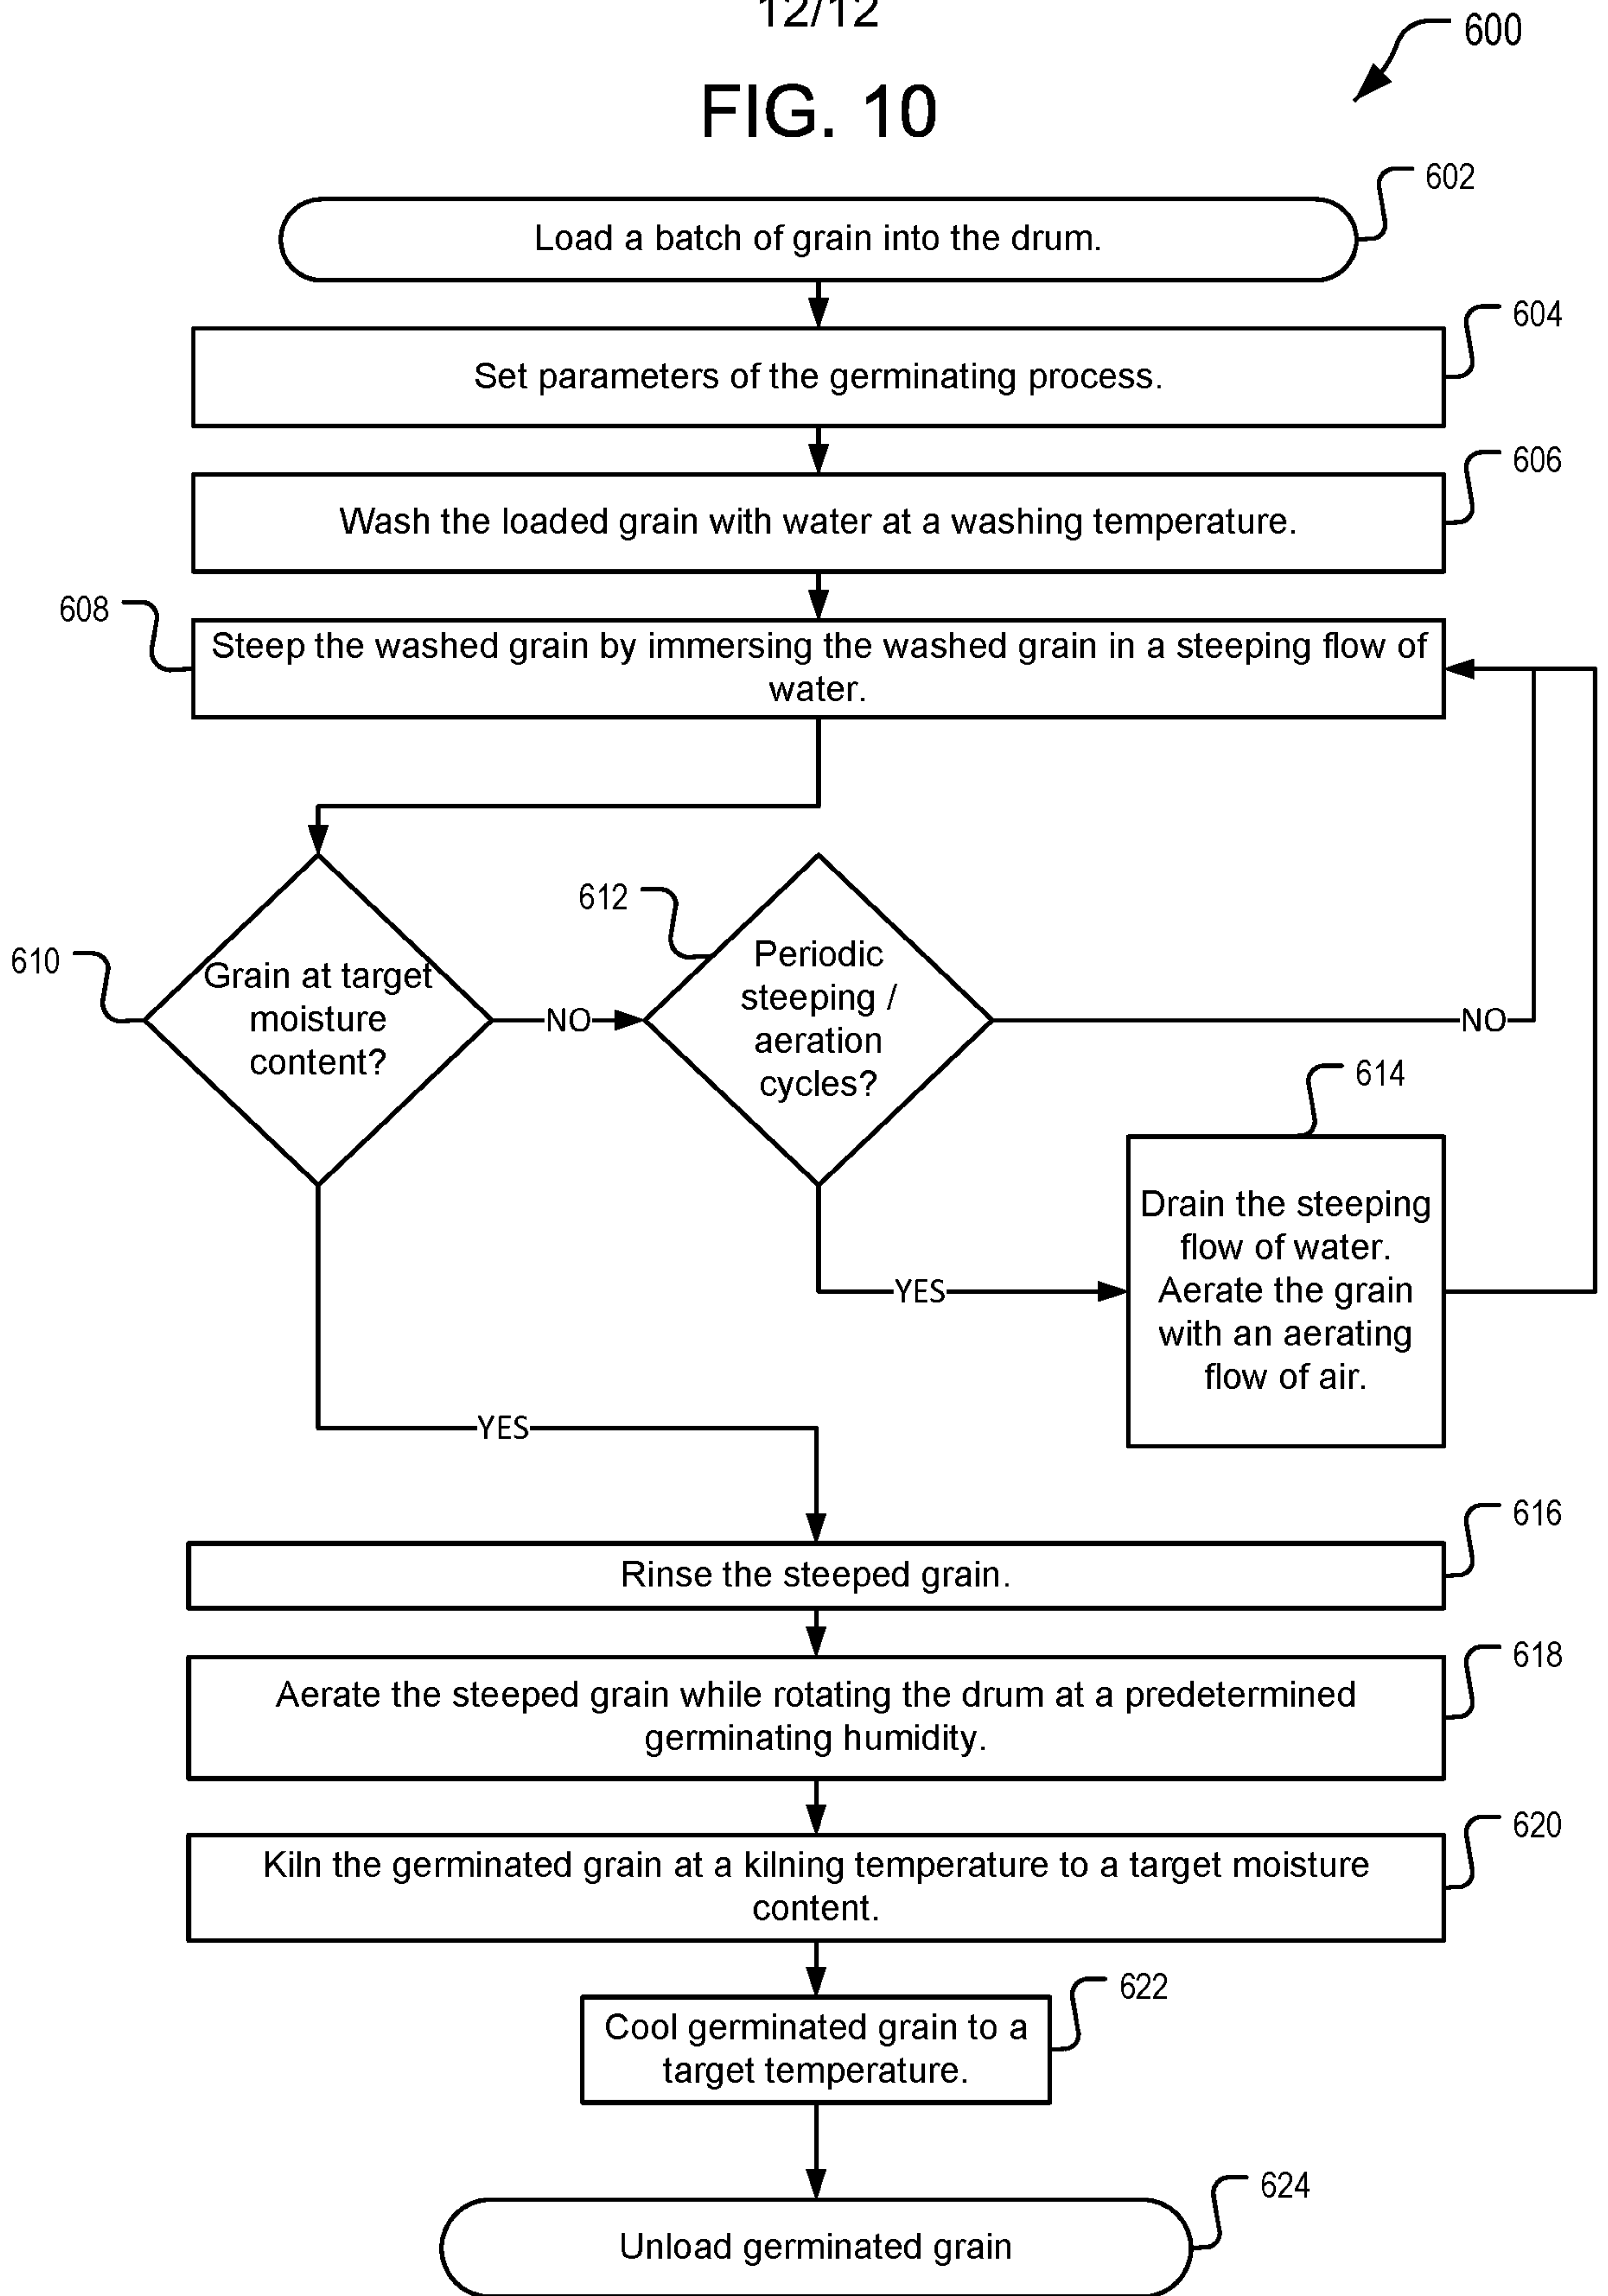 12/12
600
FIG. 10
602
Load a batch of grain into the drum.
604
Set parameters of the germinating process.
606
Wash the loaded grain with water at a washing temperature.
608
Steep the washed grain by immersing the washed grain in a steeping flow of
water.
610
Grain at target
moisture
content?
NO
612
Periodic
steeping /
aeration
cycles?
NO
614
Drain the steeping
flow of water.
Aerate the grain
with an aerating
flow of air.
YES
YES
616
Rinse the steeped grain.
618
Aerate the steeped grain while rotating the drum at a predetermined
germinating humidity.
620
Kiln the germinated grain at a kilning temperature to a target moisture
content.
622
Cool germinated grain to a
target temperature.
624
Unload germinated grain